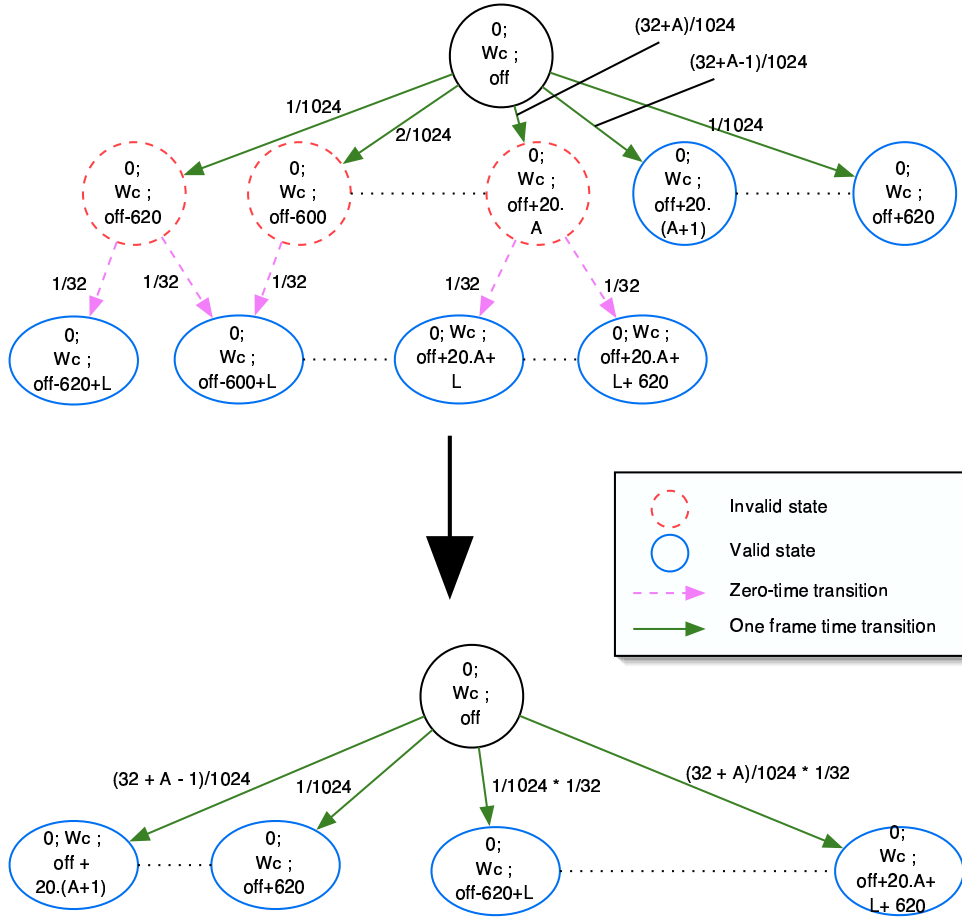 0;
Wc ;
off
(32+A)/1024
(32+A-1)/1024
1/1024
2/1024
1/1024
0;
Wc ;
off-620
0;
Wc ;
off-600
0;
Wc ;
off+20.
A
0;
Wc ;
off+20.
(A+1)
0;
Wc ;
off+620
1/32
1/32
1/32
1/32
1/32
0;
Wc ;
off-620+L
0;
Wc ;
off-600+L
0; Wc ;
off+20.A+
L
0; Wc ;
off+20.A+
L+ 620
Invalid state
Valid state
Zero-time transition
One frame time transition
0;
Wc ;
off
(32 + A - 1)/1024
1/1024
1/1024 * 1/32
(32 + A)/1024 * 1/32
0; Wc ;
off +
20.(A+1)
0;
Wc ;
off+620
0;
Wc ;
off-620+L
0;
Wc ;
off+20.A+
L+ 620